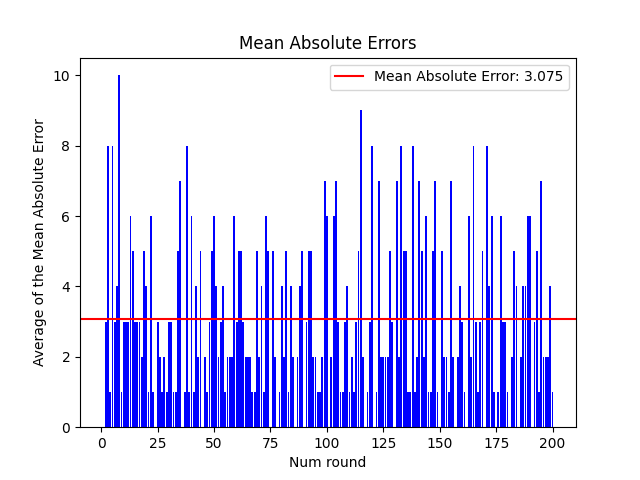 Mean Absolute Errors
Mean Absolute Error: 3.075
10
8
6
4
2
0
Average of the Mean Absolute Error
0 25 50 75 100 125 150 175 200
Num round